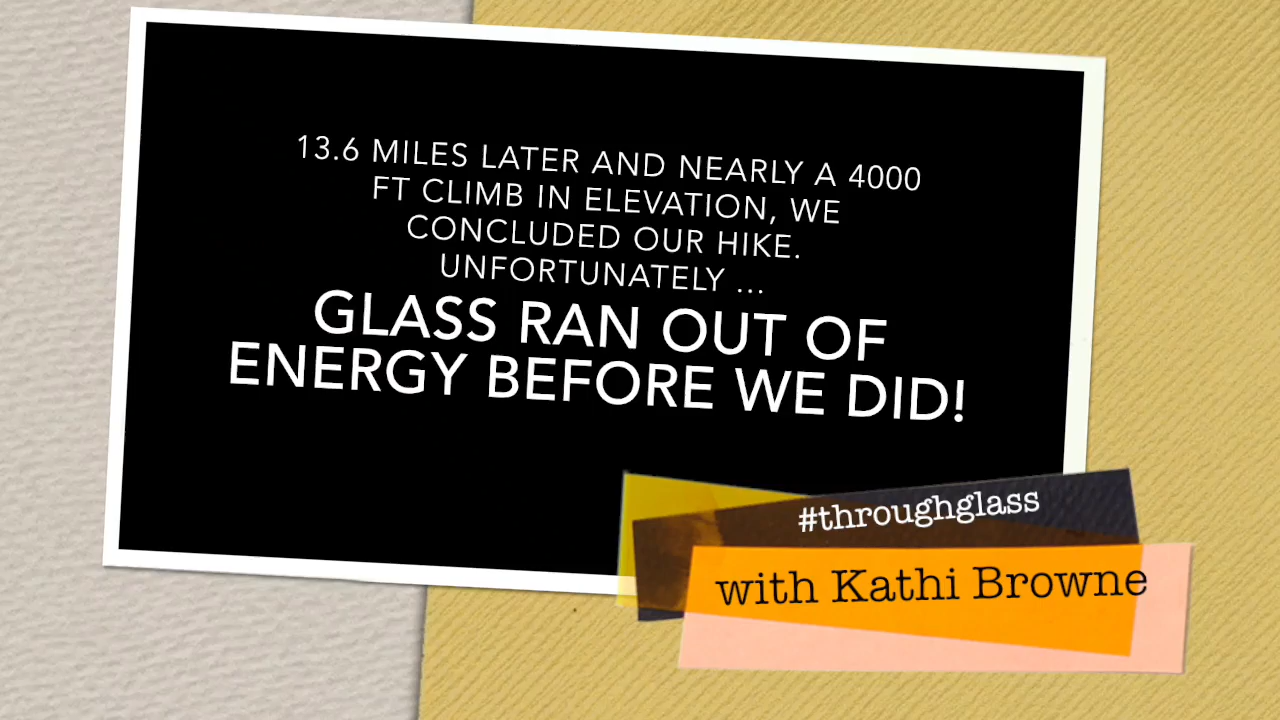 13.6 MILES LATER AND NEARLY A 4000
FT CLIMB IN ELEVATION, WE
CONCLUDED OUR HIKE.
UNFORTUNATELY ...
GLASS RAN OUT OF
ENERGY BEFORE WE DID!
#throughglass
with Kathi Browne